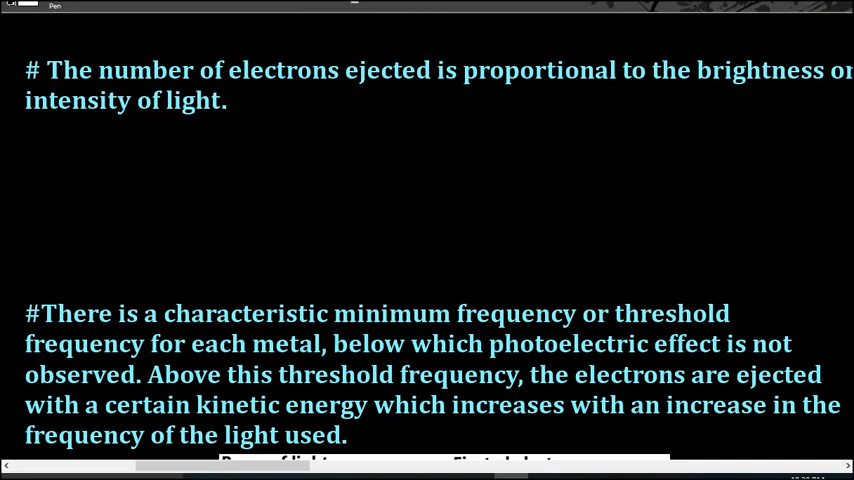 Pen
# The number of electrons ejected is proportional to the brightness or
intensity of light.
#There is a characteristic minimum frequency or threshold
frequency for each metal, below which photoelectric effect is not
observed. Above this threshold frequency, the electrons are ejected
with a certain kinetic energy which increases with an increase in the
frequency of the light used.